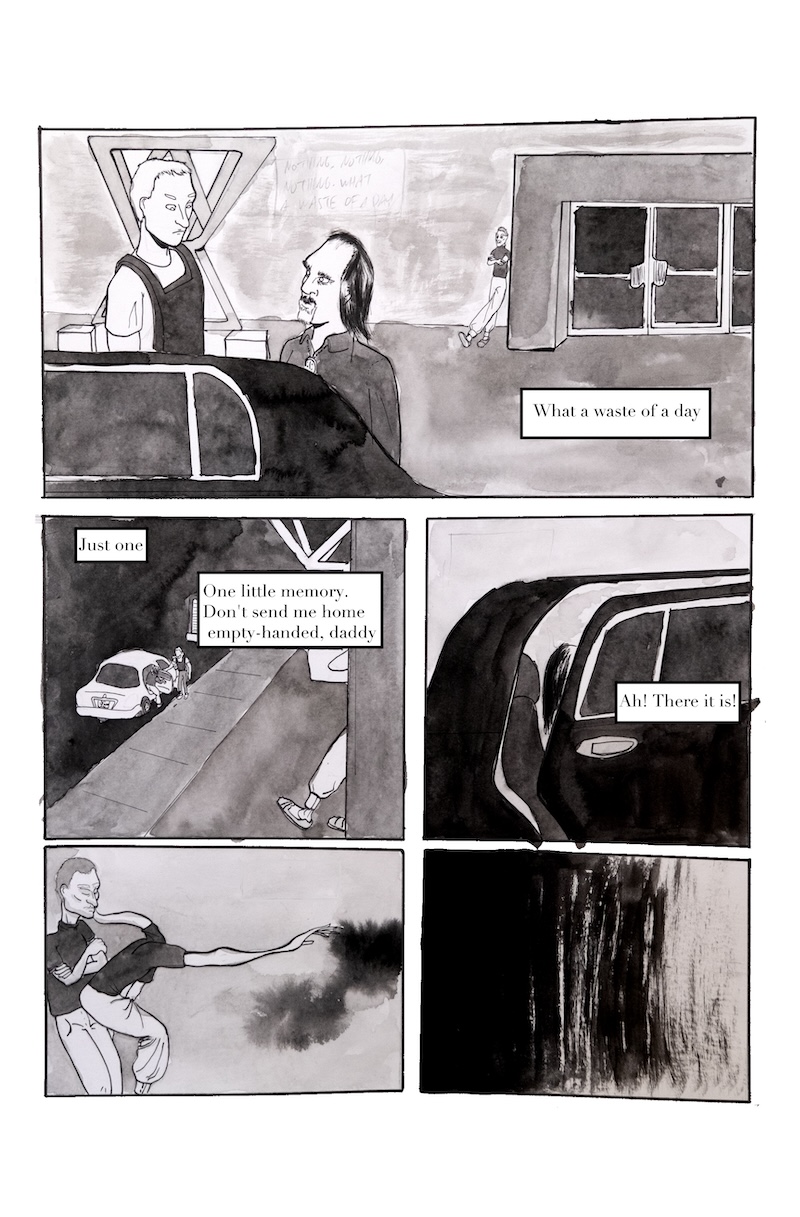 NOTHING, NOTHING
NOTHING. WHAT
A WASTE OF A DAY
What a waste of a day
Just one
One little memory.
Don't send me home
empty-handed, daddy
Ah! There it is!